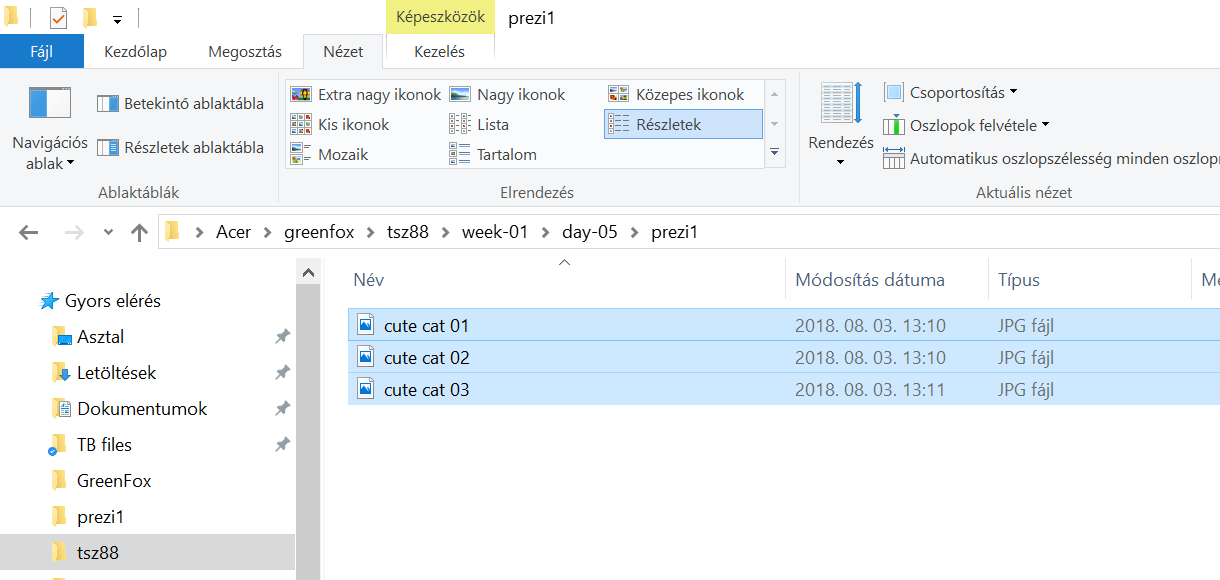 Képeszközök prezi1
Fájl Kezdőlap Megosztás Nézet Kezelés
Navigációs ablak
Betekintő ablaktábla
Részletek ablaktábla
Ablaktáblák
Extra nagy ikonok Nagy ikonok Közepes ikonok
Kis ikonok Lista Részletek
Mozaik Tartalom
Elrendezés
Rendezés
Csoportosítás
Oszlopok felvétele
Automatikus oszlopszélesség minden oszlopr
Aktuális nézet
Acer greenfox tsz88 week-01 day-05 prezi1
Gyors elérés
Asztal
Letöltések
Dokumentumok
TB files
GreenFox
prezi1
tsz88
Név Módosítás dátuma Típus Mé
cute cat 01 2018. 08. 03. 13:10 JPG fájl
cute cat 02 2018. 08. 03. 13:10 JPG fájl
cute cat 03 2018. 08. 03. 13:11 JPG fájl